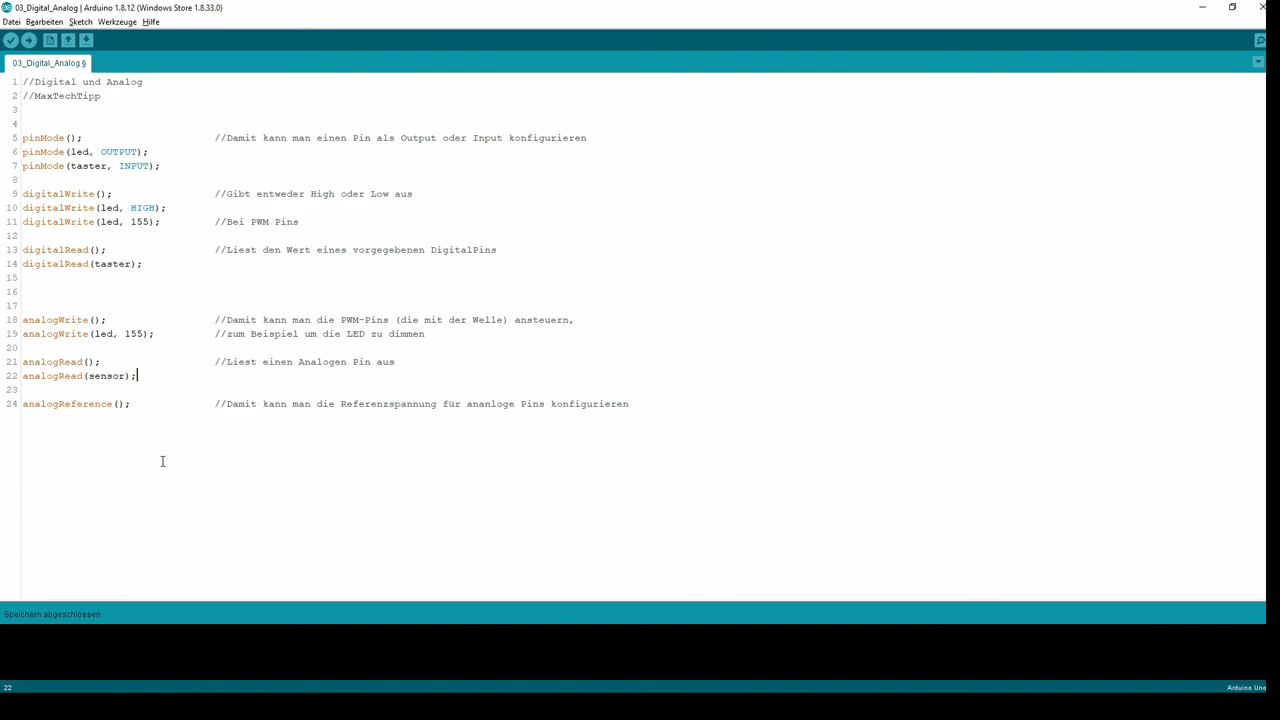 03_Digital_Analog | Arduino 1.8.12 (Windows Store 1.8.33.0)
Datei Bearbeiten Sketch Werkzeuge Hilfe
03_Digital_Analog §
1 //Digital und Analog
2 //MaxTechTipp
3
4
5 pinMode(); //Damit kann man einen Pin als Output oder Input konfigurieren
6 pinMode(led, OUTPUT);
7 pinMode(taster, INPUT);
8
9 digitalWrite(); //Gibt entweder High oder Low aus
10 digitalWrite(led, HIGH);
11 digitalWrite(led, 155); //Bei PWM Pins
12
13 digitalRead(); //Liest den Wert eines vorgegebenen DigitalPins
14 digitalRead(taster);
15
16
17
18 analogWrite(); //Damit kann man die PWM-Pins (die mit der Welle) ansteuern,
19 analogWrite(led, 155); //zum Beispiel um die LED zu dimmen
20
21 analogRead(); //Liest einen Analogen Pin aus
22 analogRead(sensor);
23
24 analogReference(); //Damit kann man die Referenzspannung für ananloge Pins konfigurieren
Speichern abgeschlossen.
22 Arduino Uno